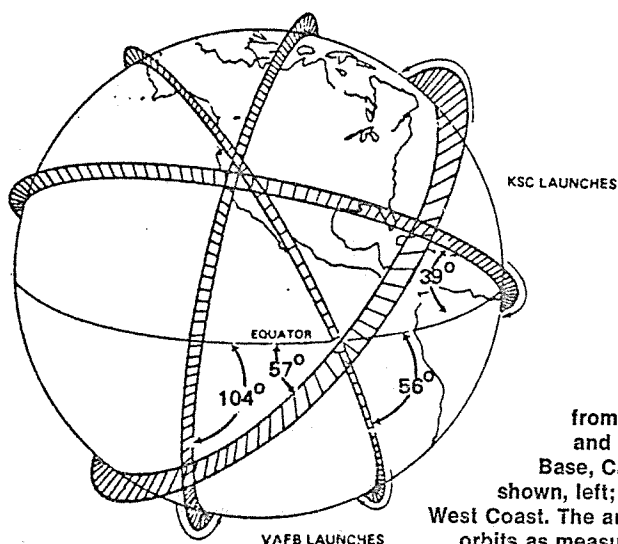 KSC LAUNCHES
39°
EQUATOR
57°
104°
56°
from
and
Base, C
shown, left;
West Coast. The
orbits as measu
VAFB LAUNCHES